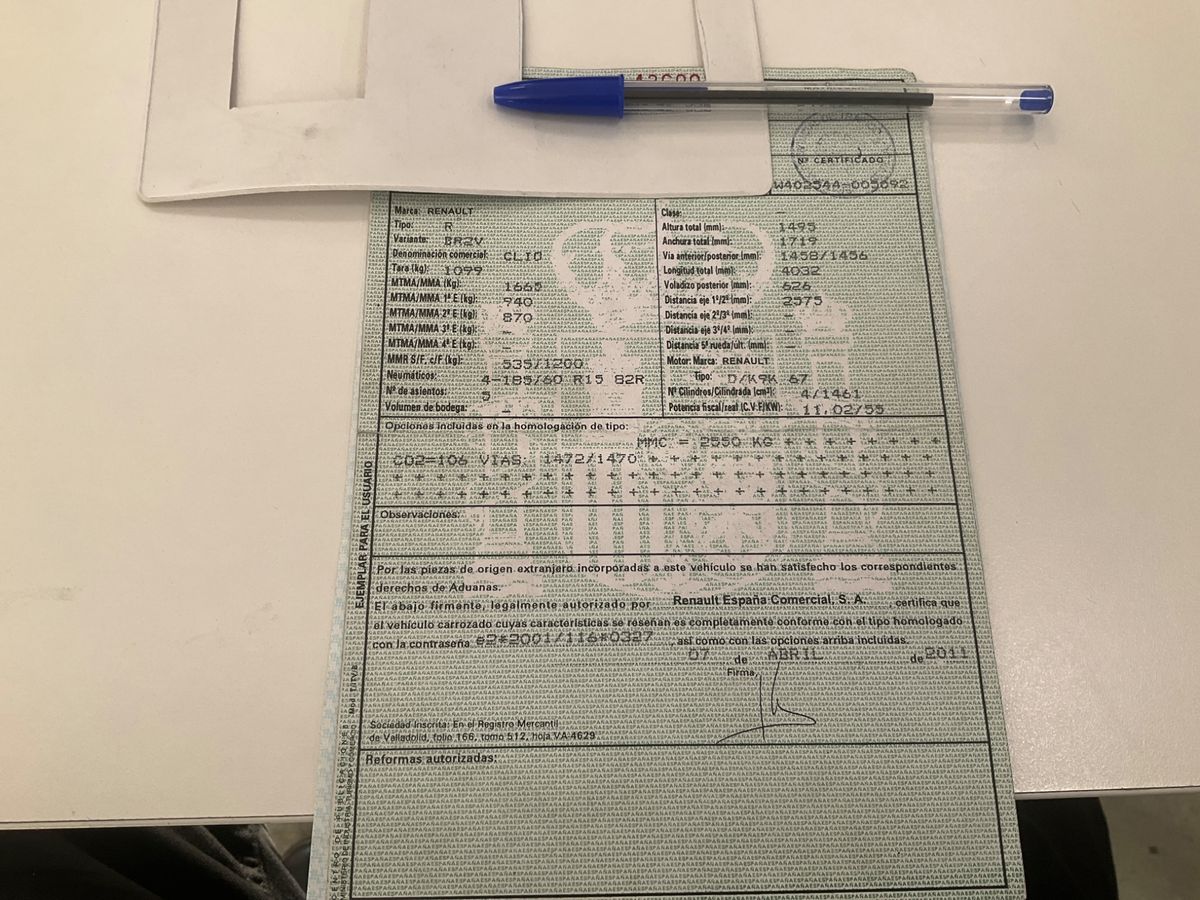 Nº CERTIFICADO
W402544-005692
Marca: RENAULT
Tipo: R
Variante: BR2V
Denominación comercial: CLIO
Tara (kg): 1099
MTMA/MMA (Kg): 1665
MTMA/MMA 1º E (kg): 940
MTMA/MMA 2º E (kg): 870
MTMA/MMA 3º E (kg): -
MTMA/MMA 4º E (kg): -
MMR S/F, c/F (kg): 535/1200
Neumáticos: 4-185/60 R15 82R
Nº de asientos: 5
Volumen de bodega: -
Clase: -
Altura total (mm): 1495
Anchura total (mm): 1719
Vía anterior/posterior (mm): 1458/1456
Longitud total (mm): 4032
Voladizo posterior (mm): 626
Distancia eje 1º/2º (mm): 2575
Distancia eje 2º/3º (mm): -
Distancia eje 3º/4º (mm): -
Distancia 5ª rueda/últ. (mm): -
Motor: Marca: RENAULT
Tipo: D/K9K 67
Nº Cilindros/Cilindrada (cm³): 4/1461
Potencia fiscal/real (C.V.F/KW): 11,02/55
Opciones incluidas en la homologación de tipo:
MMC = 2550 KG + + + + + + + +
CO2-106 VIAS: 1472/1470 + + + + + + + + + + + + + +
Observaciones:
Por las piezas de origen extranjero incorporadas a este vehículo se han satisfecho los correspondientes
derechos de Aduanas.
El abajo firmante, legalmente autorizado por Renault España Comercial, S. A. , certifica que
el vehículo carrozado cuyas características se reseñan es completamente conforme con el tipo homologado
con la contraseña e2*2001/116*0327 , así como con las opciones arriba incluidas.
07 de ABRIL de 2011
Firma,
Sociedad Inscrita: En el Registro Mercantil
de Valladolid, folio 166, tomo 512, hoja VA-4629
Reformas autorizadas:
EJEMPLAR PARA EL USUARIO